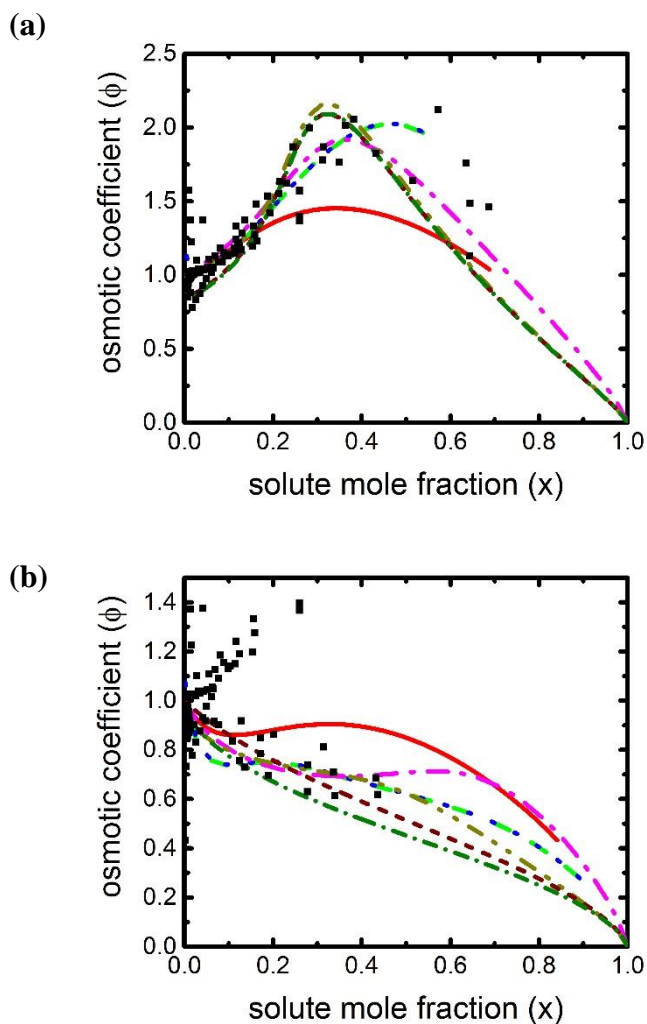 (a)
2.5
2.0
1.5
1.0
0.5
0.0
osmotic coefficient (ϕ)
0.0 0.2 0.4 0.6 0.8 1.0
solute mole fraction (x)
(b)
1.4
1.2
1.0
0.8
0.6
0.4
0.2
0.0
osmotic coefficient (ϕ)
0.0 0.2 0.4 0.6 0.8 1.0
solute mole fraction (x)